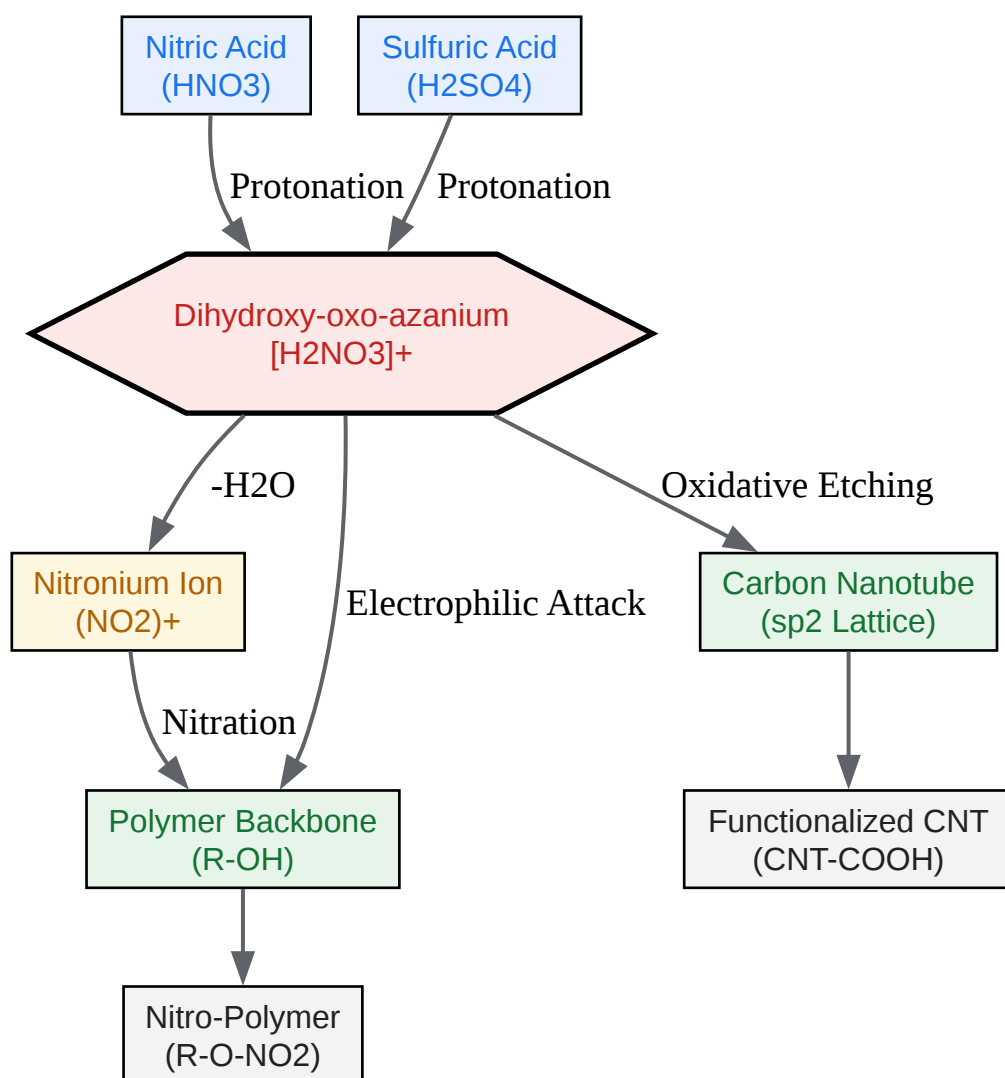 Nitric Acid
(HNO3)
Sulfuric Acid
(H2SO4)
Protonation
Protonation
Dihydroxy-oxo-azanium
[H2NO3]+
-H2O
Oxidative Etching
Nitronium Ion
(NO2)+
Electrophilic Attack
Carbon Nanotube
(sp2 Lattice)
Nitration
Polymer Backbone
(R-OH)
Functionalized CNT
(CNT-COOH)
Nitro-Polymer
(R-O-NO2)